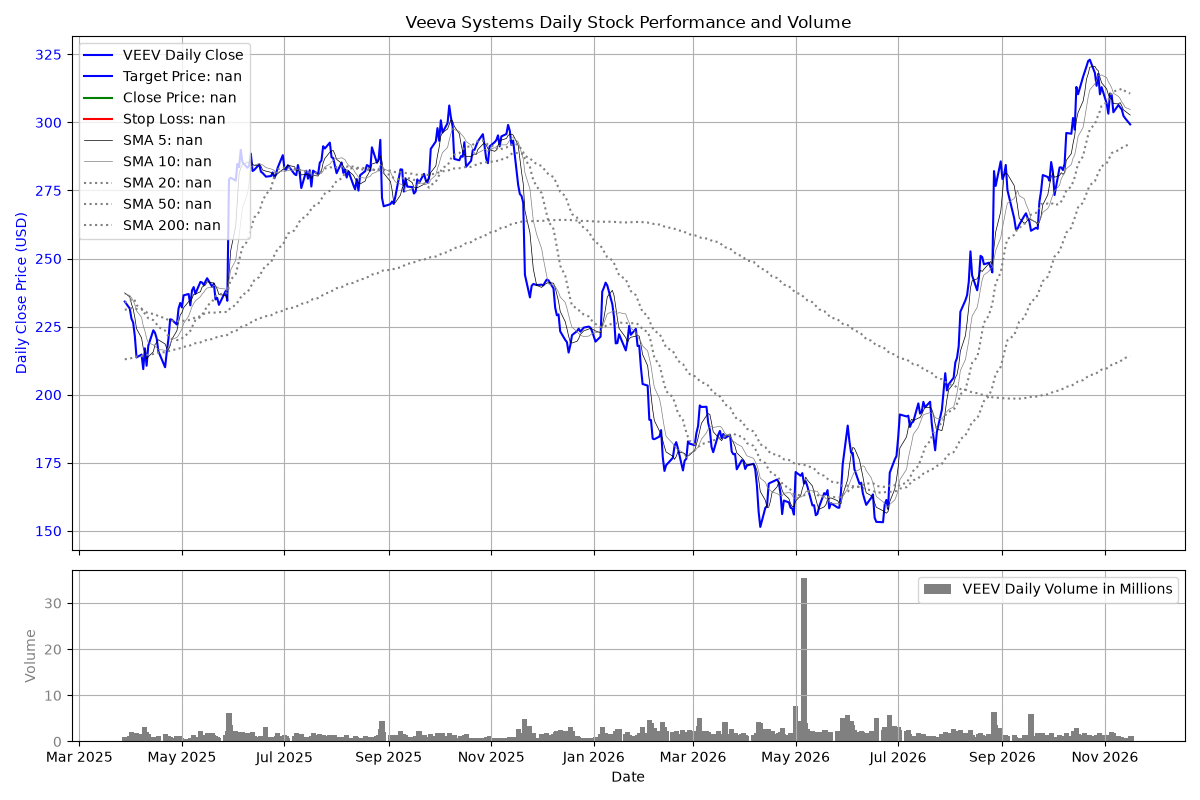 Veeva Systems Daily Stock Performance and Volume
325
300
275
250
225
200
175
150
Daily Close Price (USD)
VEEV Daily Close
Target Price: nan
Close Price: nan
Stop Loss: nan
SMA 5: nan
SMA 10: nan
SMA 20: nan
SMA 50: nan
SMA 200: nan
30
20
10
0
Volume
VEEV Daily Volume in Millions
Mar 2025 May 2025 Jul 2025 Sep 2025 Nov 2025 Jan 2026 Mar 2026 May 2026 Jul 2026 Sep 2026 Nov 2026
Date